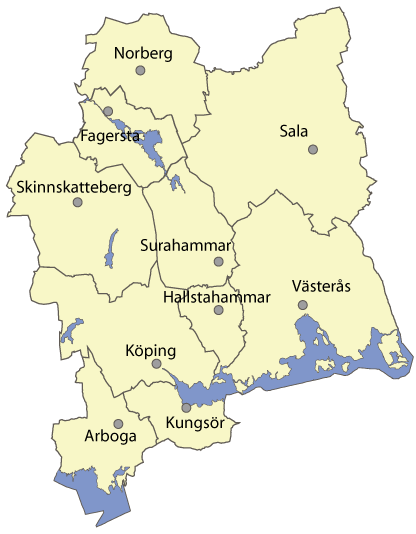 Norberg
Fagersta
Sala
Skinnskatteberg
Surahammar
Hallstahammar
Västerås
Köping
Kungsör
Arboga